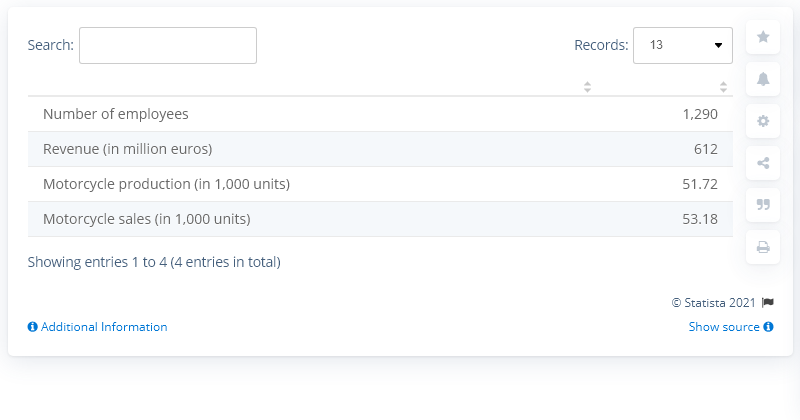 Search:
Records: 13
Number of employees 1,290
Revenue (in million euros) 612
Motorcycle production (in 1,000 units) 51.72
Motorcycle sales (in 1,000 units) 53.18
Showing entries 1 to 4 (4 entries in total)
© Statista 2021
Additional Information Show source